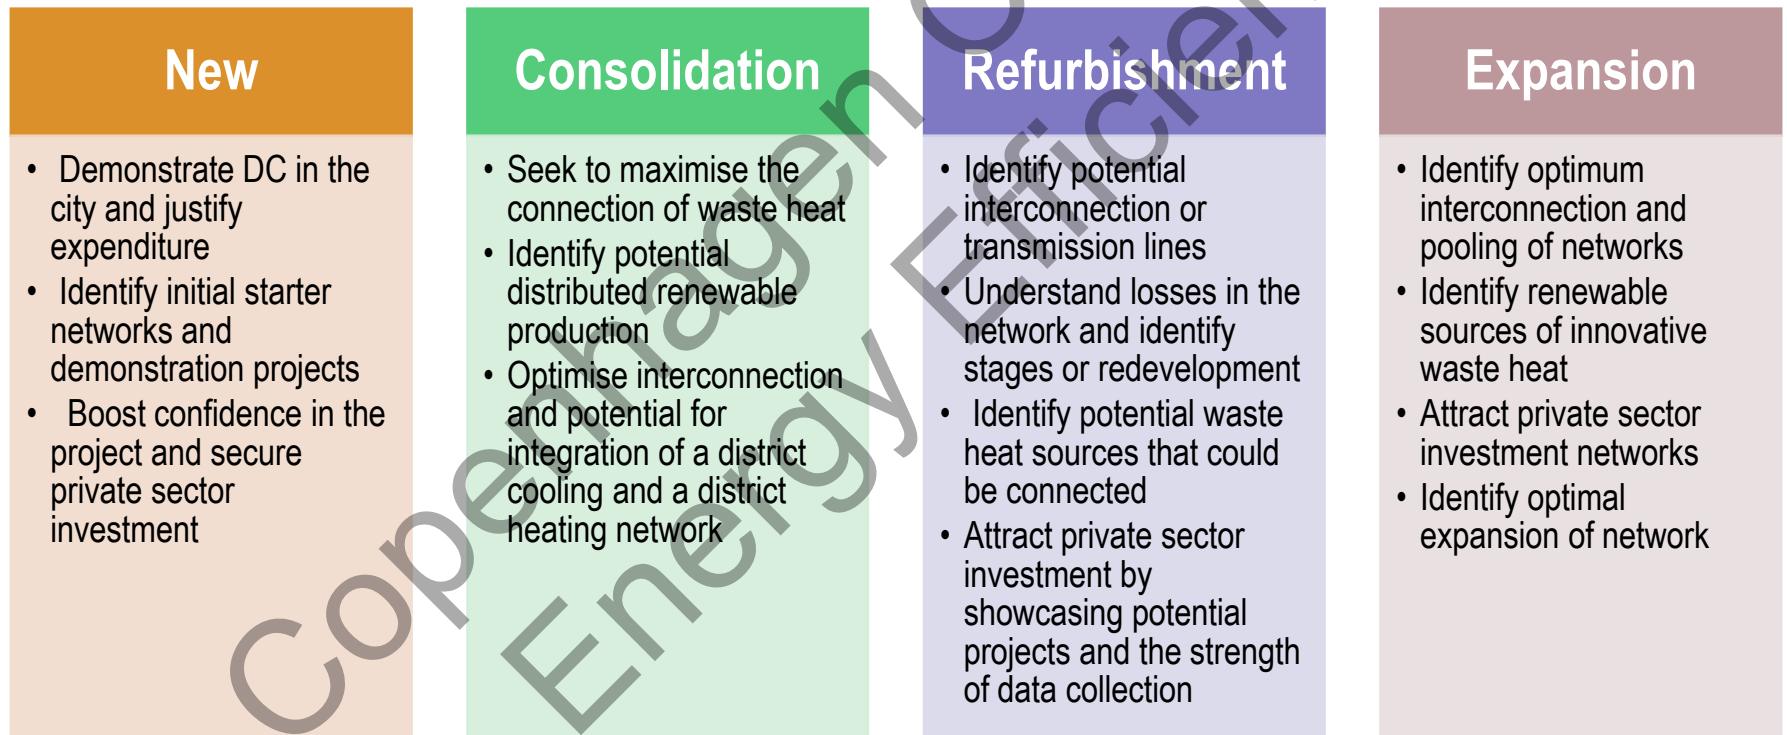 New
• Demonstrate DC in the
city and justify
expenditure
• Identify initial starter
networks and
demonstration projects
• Boost confidence in the
project and secure
private sector
investment
Consolidation
• Seek to maximise the
connection of waste heat
• Identify potential
distributed renewable
production
• Optimise interconnection
and potential for
integration of a district
cooling and a district
heating network
Refurbishment
• Identify potential
interconnection or
transmission lines
• Understand losses in the
network and identify
stages or redevelopment
• Identify potential waste
heat sources that could
be connected
• Attract private sector
investment by
showcasing potential
projects and the strength
of data collection
Expansion
• Identify optimum
interconnection and
pooling of networks
• Identify renewable
sources of innovative
waste heat
• Attract private sector
investment networks
• Identify optimal
expansion of network
Copenhagen
Energy